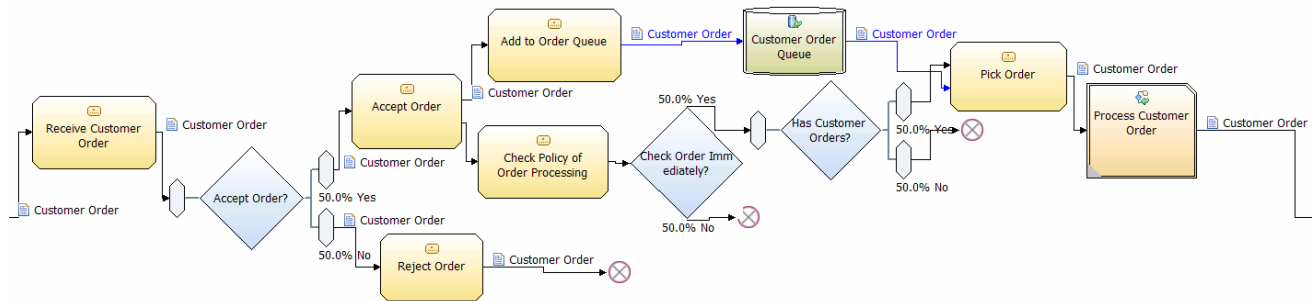 Customer Order
Receive Customer
Order
Customer Order
Accept Order?
50.0% Yes
50.0% No
Customer Order
Accept Order
Customer Order
Customer Order
Reject Order
Customer Order
Add to Order Queue
Customer Order
Check Policy of
Order Processing
Check Order Imm
ediately?
50.0% Yes
50.0% No
Customer Order
Queue
Customer Order
Has Customer
Orders?
50.0% Yes
50.0% No
Pick Order
Customer Order
Process Customer
Order
Customer Order